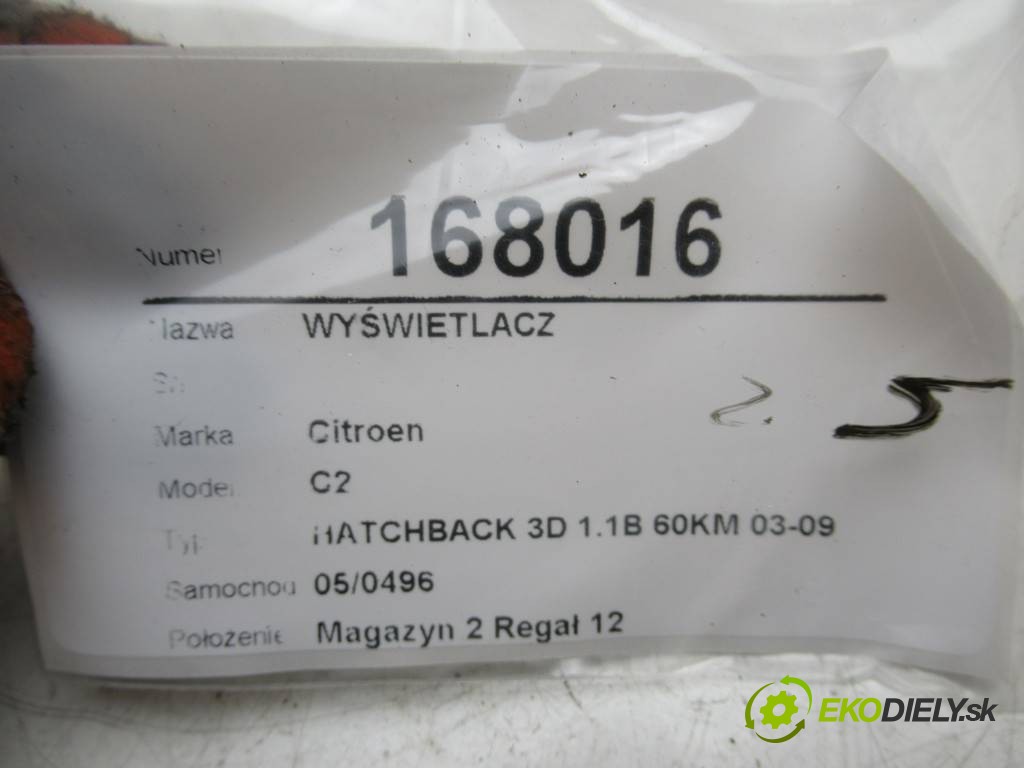 Numer 168016
Nazwa WYŚWIETLACZ
Marka Citroen
Model C2
Typ HATCHBACK 3D 1.1B 60KM 03-09
Samochod 05/0496
Położenie Magazyn 2 Regał 12
2. 5
EKODIELY.sk